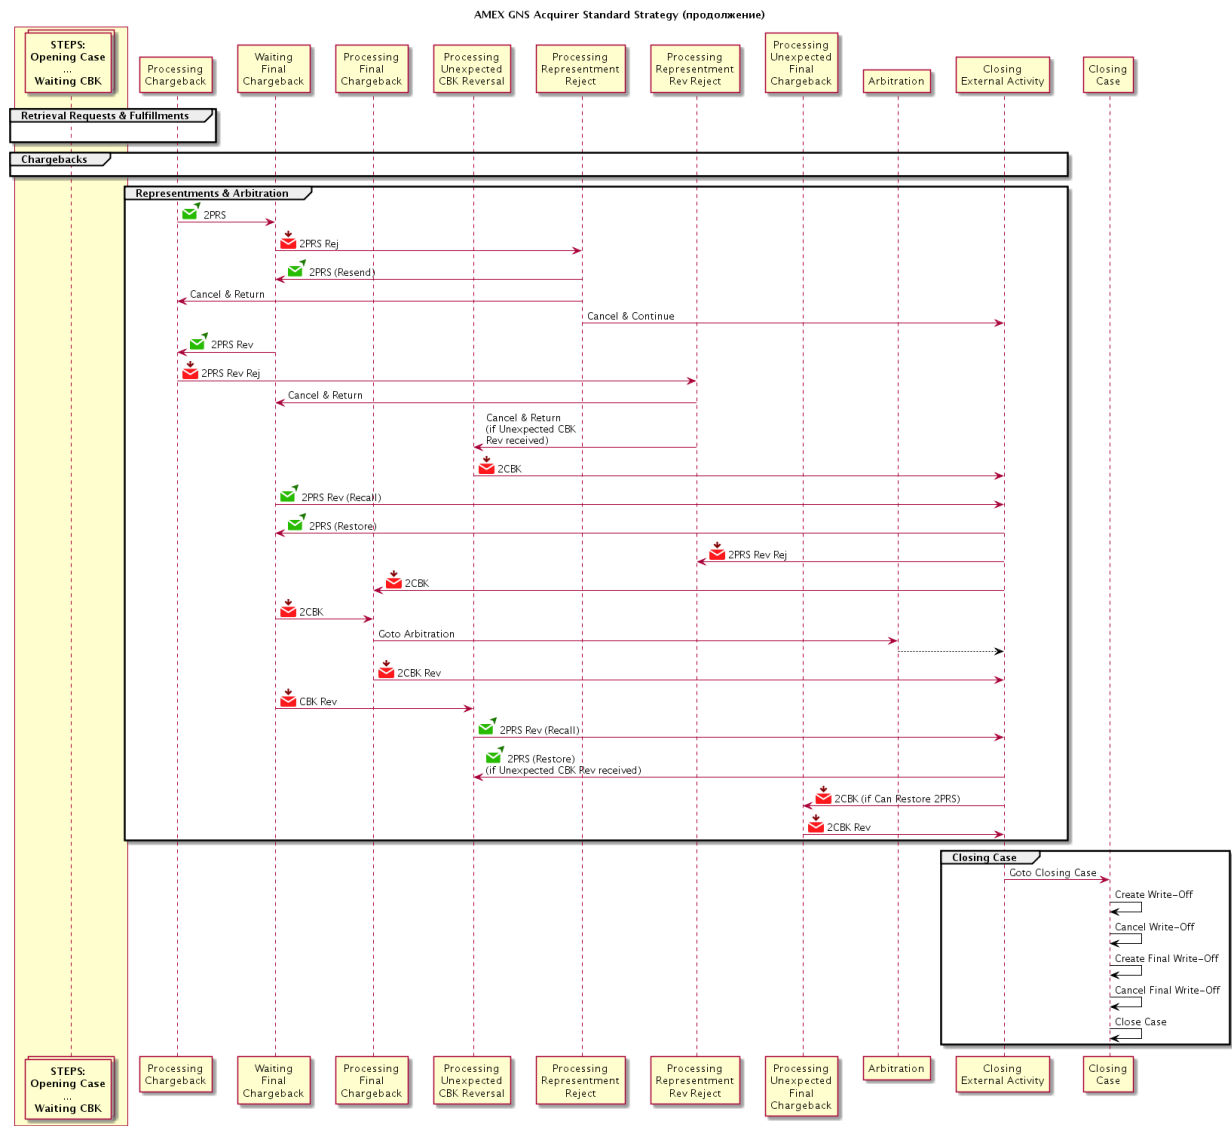 AMEX GNS Acquirer Standard Strategy (продолжение)
STEPS:
Opening Case
...
Waiting CBK
Processing
Chargeback
Waiting
Final
Chargeback
Processing
Final
Chargeback
Processing
Unexpected
CBK Reversal
Processing
Representment
Reject
Processing
Representment
Rev Reject
Processing
Unexpected
Final
Chargeback
Arbitration
Closing
External Activity
Closing
Case
Retrieval Requests & Fulfillments
Chargebacks
Representments & Arbitration
2PRS
2PRS Rej
2PRS (Resend)
Cancel & Return
Cancel & Continue
2PRS Rev
2PRS Rev Rej
Cancel & Return
Cancel & Return
(if Unexpected CBK
Rev received)
2CBK
2PRS Rev (Recall)
2PRS (Restore)
2PRS Rev Rej
2CBK
2CBK
Goto Arbitration
2CBK Rev
CBK Rev
2PRS Rev (Recall)
2PRS (Restore)
(if Unexpected CBK Rev received)
2CBK (if Can Restore 2PRS)
2CBK Rev
Closing Case
Goto Closing Case
Create Write-Off
Cancel Write-Off
Create Final Write-Off
Cancel Final Write-Off
Close Case
STEPS:
Opening Case
...
Waiting CBK
Processing
Chargeback
Waiting
Final
Chargeback
Processing
Final
Chargeback
Processing
Unexpected
CBK Reversal
Processing
Representment
Reject
Processing
Representment
Rev Reject
Processing
Unexpected
Final
Chargeback
Arbitration
Closing
External Activity
Closing
Case